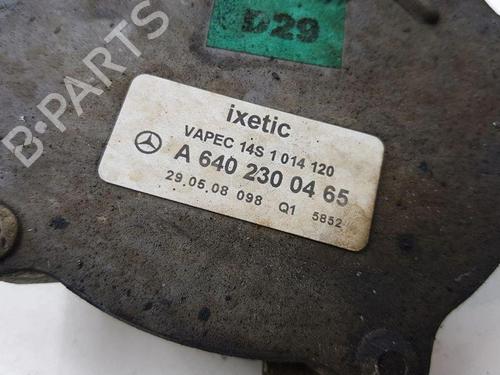 D29
B-PARTS
ixetic
VAPEC 14S 1 014 120
A 640 230 04 65
29.05.08 098 Q1 5852